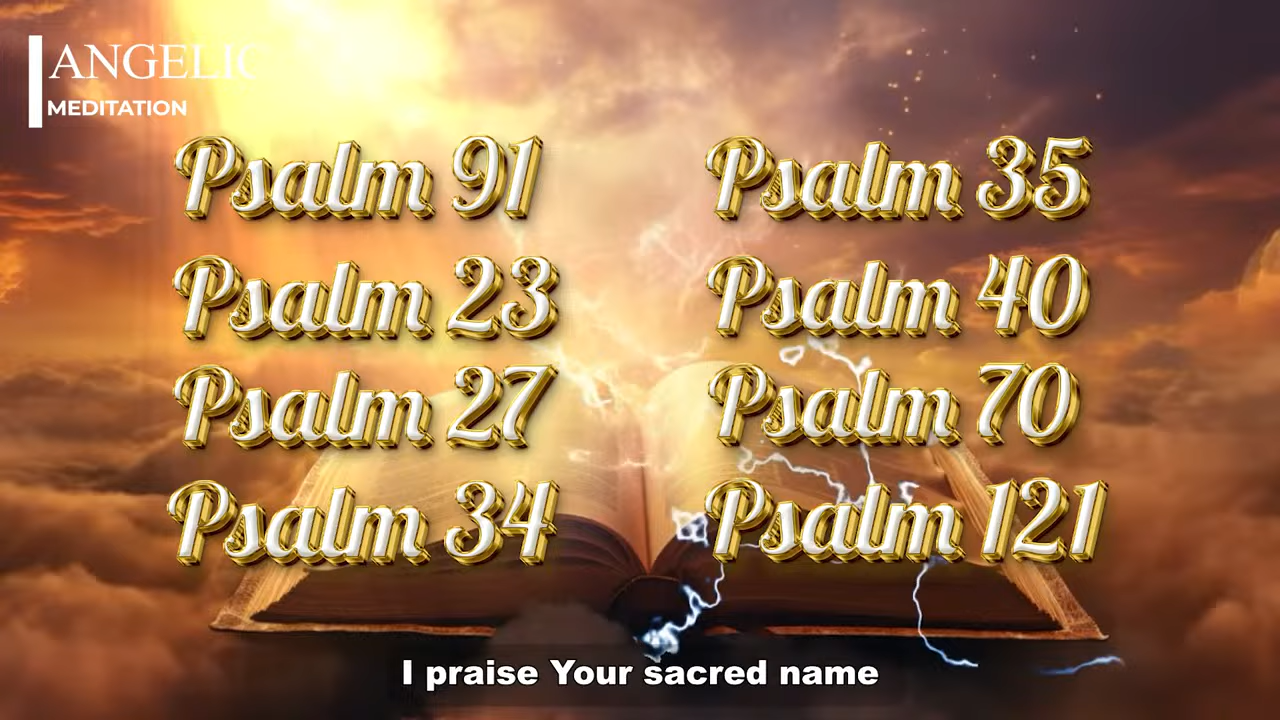 ANGELIC
MEDITATION
Psalm 91
Psalm 23
Psalm 27
Psalm 34
Psalm 35
Psalm 40
Psalm 70
Psalm 121
I praise Your sacred name